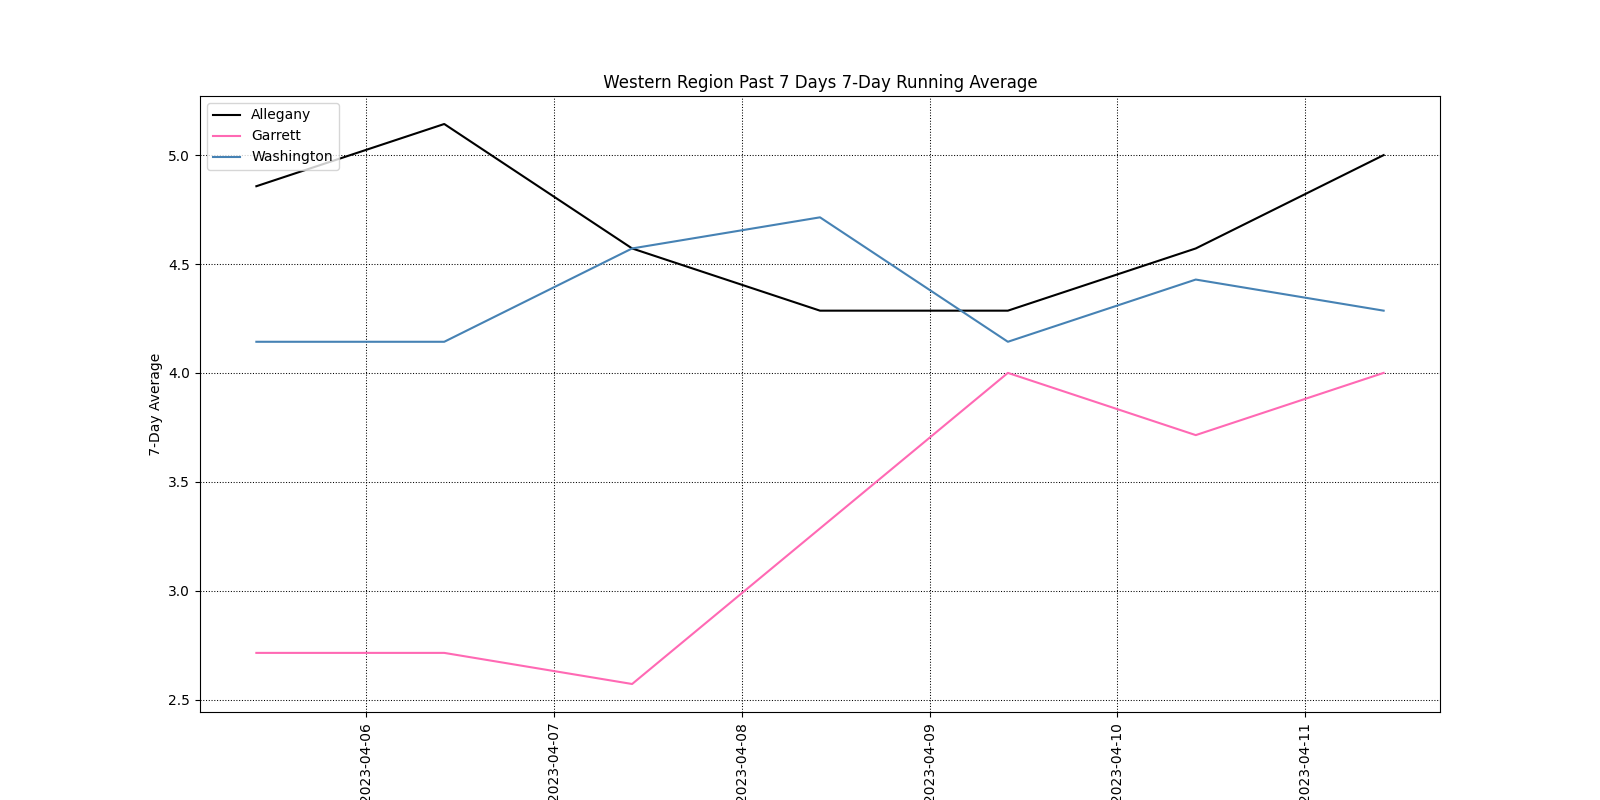 Western Region Past 7 Days 7-Day Running Average
Allegany
Garrett
Washington
7-Day Average
5.0
4.5
4.0
3.5
3.0
2.5
2023-04-06
2023-04-07
2023-04-08
2023-04-09
2023-04-10
2023-04-11